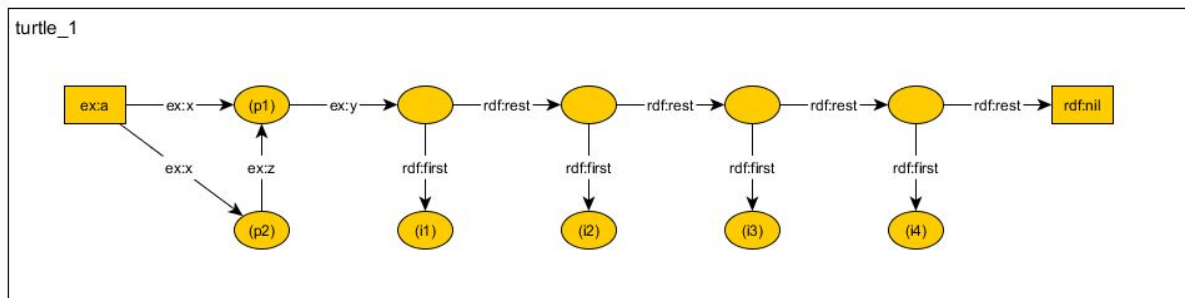 turtle_1
ex:a ex:x (p1) ex:y rdf:rest rdf:rest rdf:rest rdf:rest rdf:nil
ex:x ex:z rdf:first rdf:first rdf:first rdf:first
(p2) (i1) (i2) (i3) (i4)